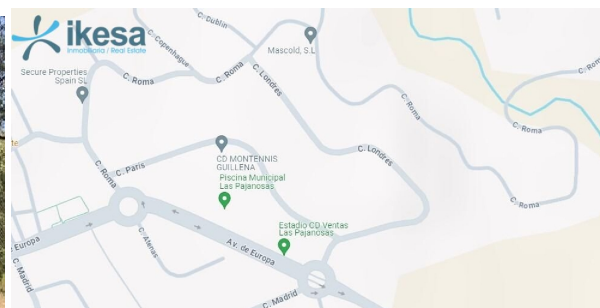 ikesa
Inmobiliaria / Real Estate
C. Dublin
C. Copenhague
Mascold, S.L
Secure Properties
Spain SL
C. Roma
C. Roma
C. Londres
C. Roma
C. Roma
C. Roma
C. Londres
CD MONTENNIS
GUILLENA
C. Paris
C. Roma
Piscina Municipal
Las Pajanosas
C. Roma
Estadio CD Ventas
Las Pajanosas
C. Atenas
Av. de Europa
Europa
C. Madrid
C. Madrid